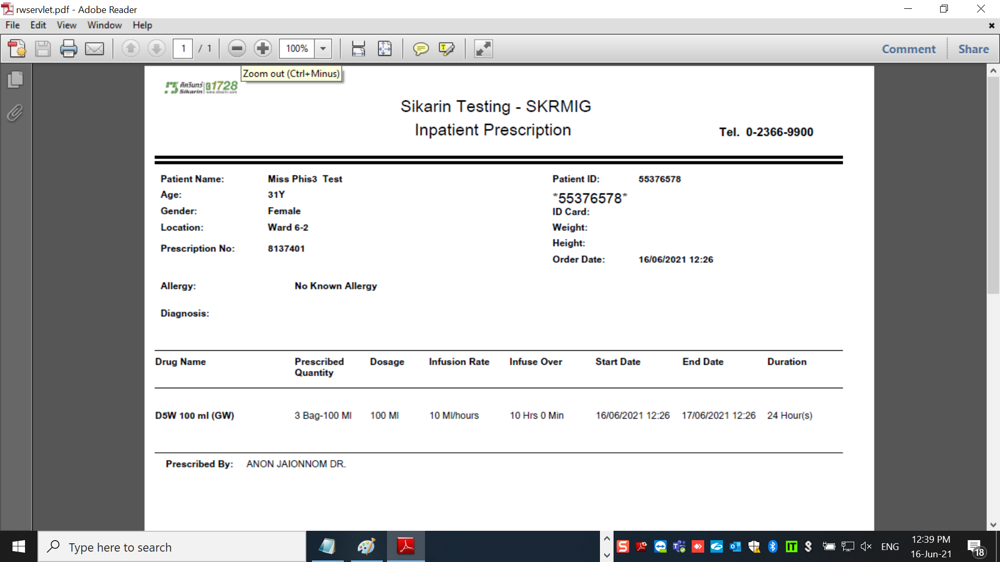 rwservlet.pdf - Adobe Reader
File Edit View Window Help
1 / 1 100% Comment Share
Zoom out (Ctrl+Minus)
ศิครินทร์ 1728
Sikarin www.sikarin.com
Sikarin Testing - SKRMIG
Inpatient Prescription
Tel. 0-2366-9900
Patient Name: Miss Phis3 Test Patient ID: 55376578
Age: 31Y *55376578*
Gender: Female ID Card:
Location: Ward 6-2 Weight:
Height:
Prescription No: 8137401
Order Date: 16/06/2021 12:26
Allergy: No Known Allergy
Diagnosis:
Drug Name Prescribed Quantity Dosage Infusion Rate Infuse Over Start Date End Date Duration
D5W 100 ml (GW) 3 Bag-100 Ml 100 Ml 10 Ml/hours 10 Hrs 0 Min 16/06/2021 12:26 17/06/2021 12:26 24 Hour(s)
Prescribed By: ANON JAIONNOM DR.
Type here to search
IT ENG
12:39 PM
16-Jun-21
18